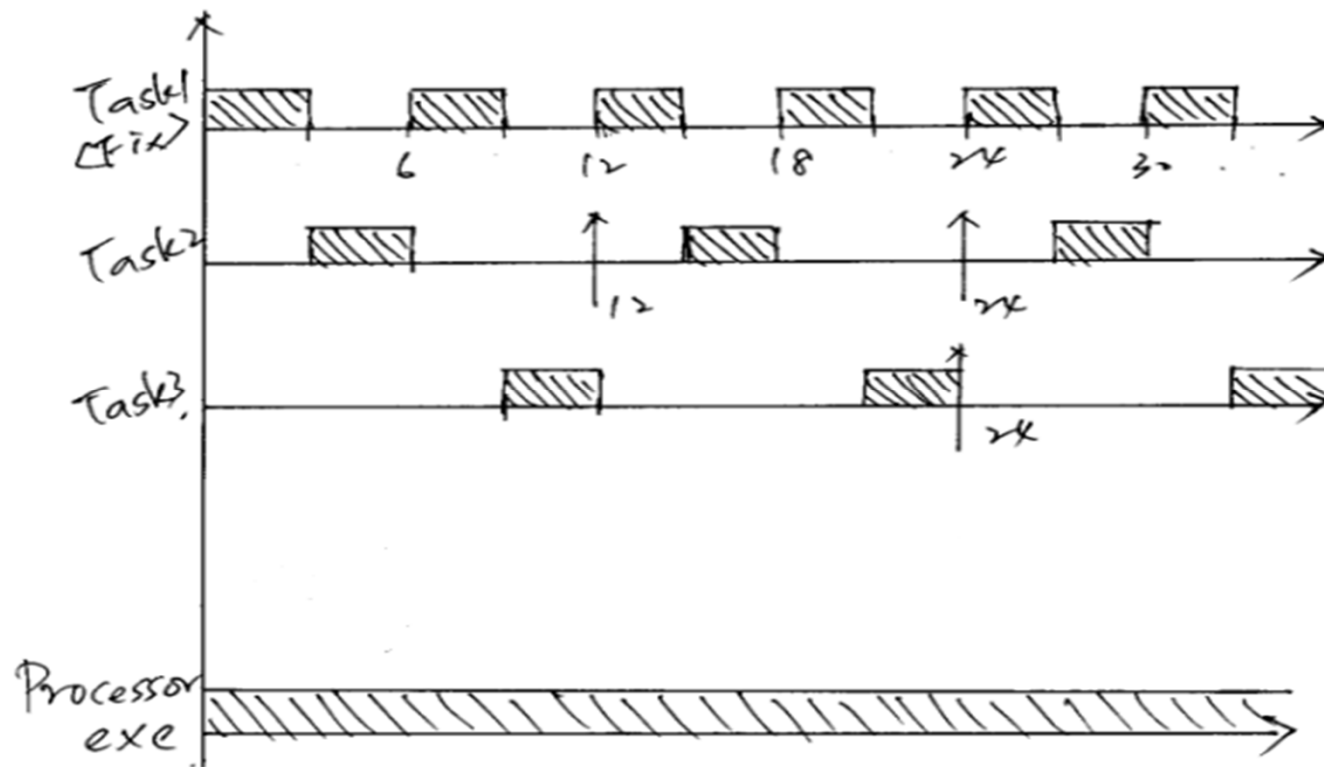 Task1
<Fix>
6 12 18 24 30 . .
Task2
12 24
Task3.
24
Processor
exe